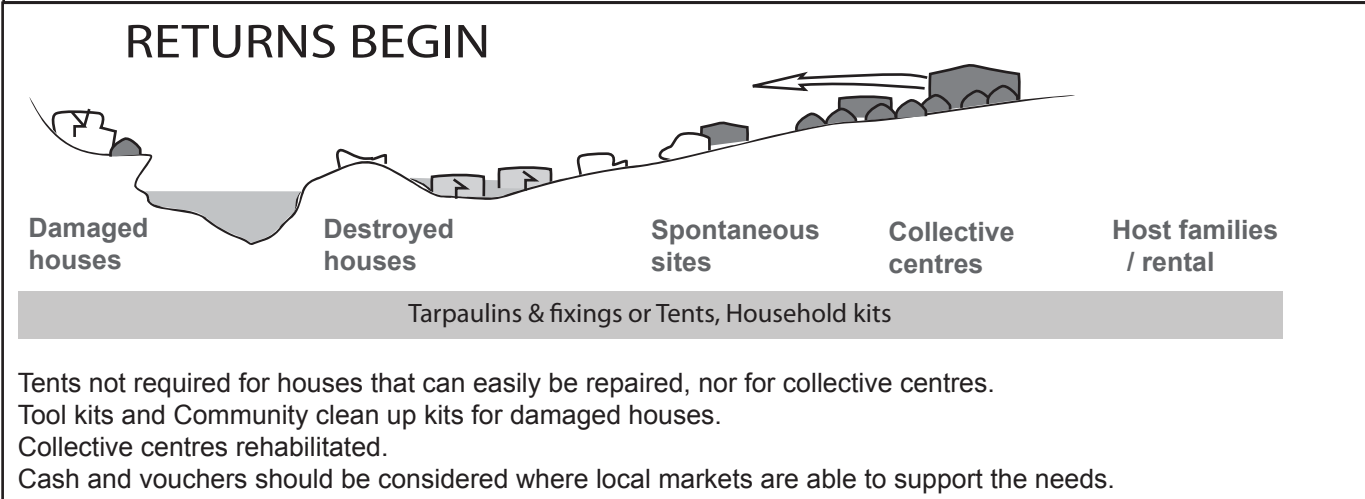 RETURNS BEGIN
Damaged
houses
Destroyed
houses
Spontaneous
sites
Collective
centres
Host families
/ rental
Tarpaulins & fixings or Tents, Household kits
Tents not required for houses that can easily be repaired, nor for collective centres.
Tool kits and Community clean up kits for damaged houses.
Collective centres rehabilitated.
Cash and vouchers should be considered where local markets are able to support the needs.